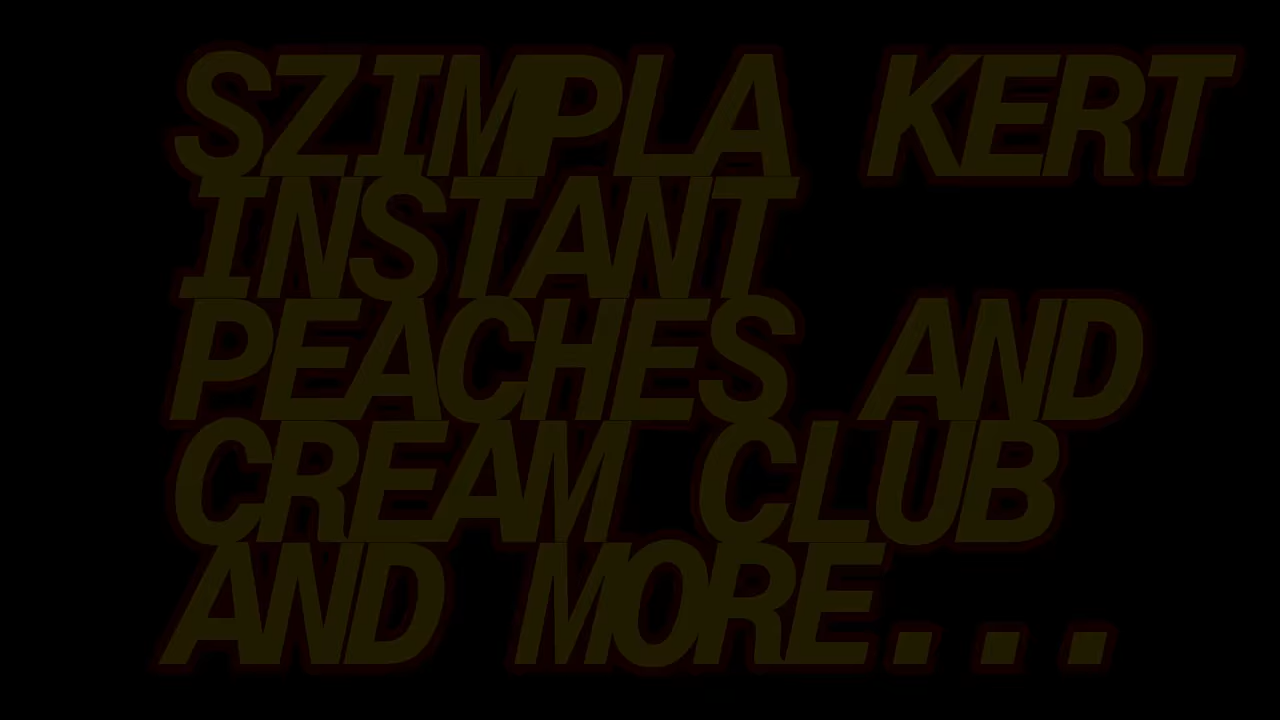 SZIMPLA KERT
INSTANT
PEACHES AND
CREAM CLUB
AND MORE...